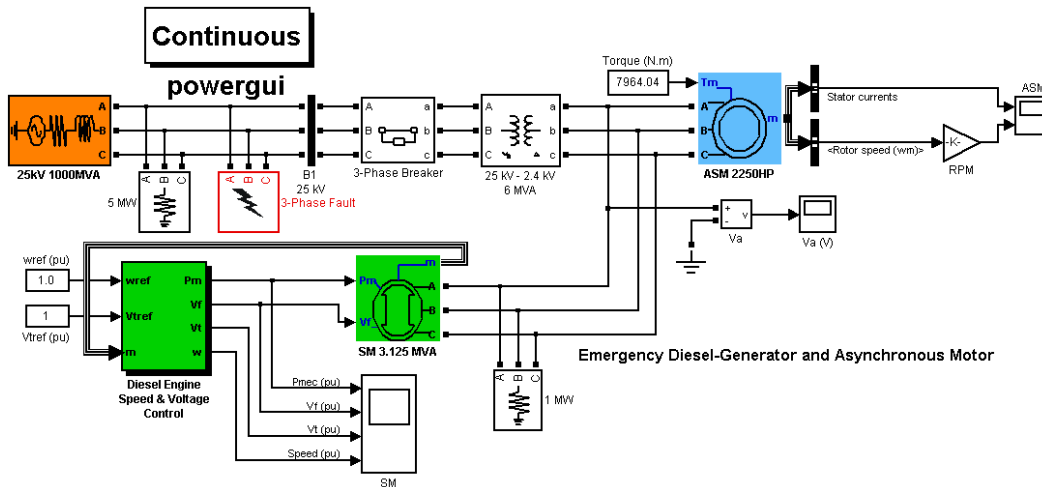 Continuous
powergui
Torque (N.m)
7964.04
Tm
A
B
C
m
ASM 2250HP
Stator currents
<Rotor speed (wm)>
-K-
RPM
ASM
A
B
C
25kV 1000MVA
A B C
5 MW
A B C
3-Phase Fault
B1
25 kV
A a
B b
C c
3-Phase Breaker
A a
B b
C c
25 kV - 2.4 kV
6 MVA
+
-
v
Va
Va (V)
wref (pu)
1.0
1
Vtref (pu)
wref
Vtref
m
Pm
Vf
Vt
w
Diesel Engine
Speed & Voltage
Control
Pm
Vf_
m
A
B
C
SM 3.125 MVA
A B C
1 MW
Emergency Diesel-Generator and Asynchronous Motor
Pmec (pu)
Vf (pu)
Vt (pu)
Speed (pu)
SM